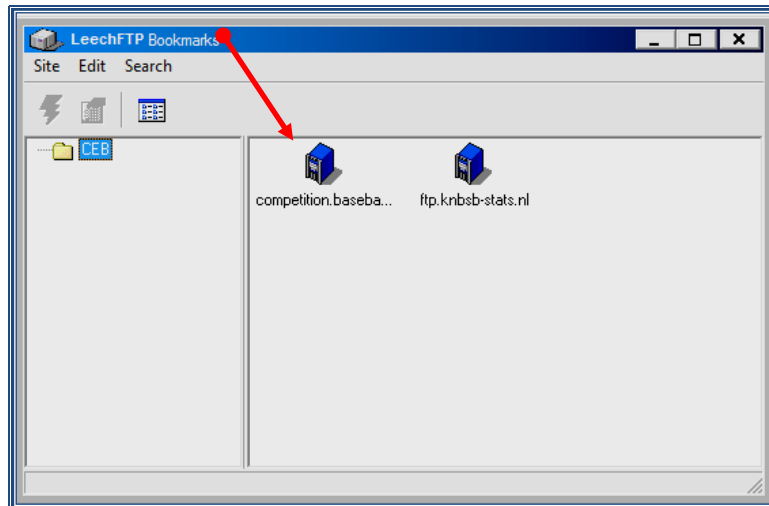 LeechFTP Bookmarks
Site Edit Search
CEB
competition.baseba... ftp.knbsb-stats.nl